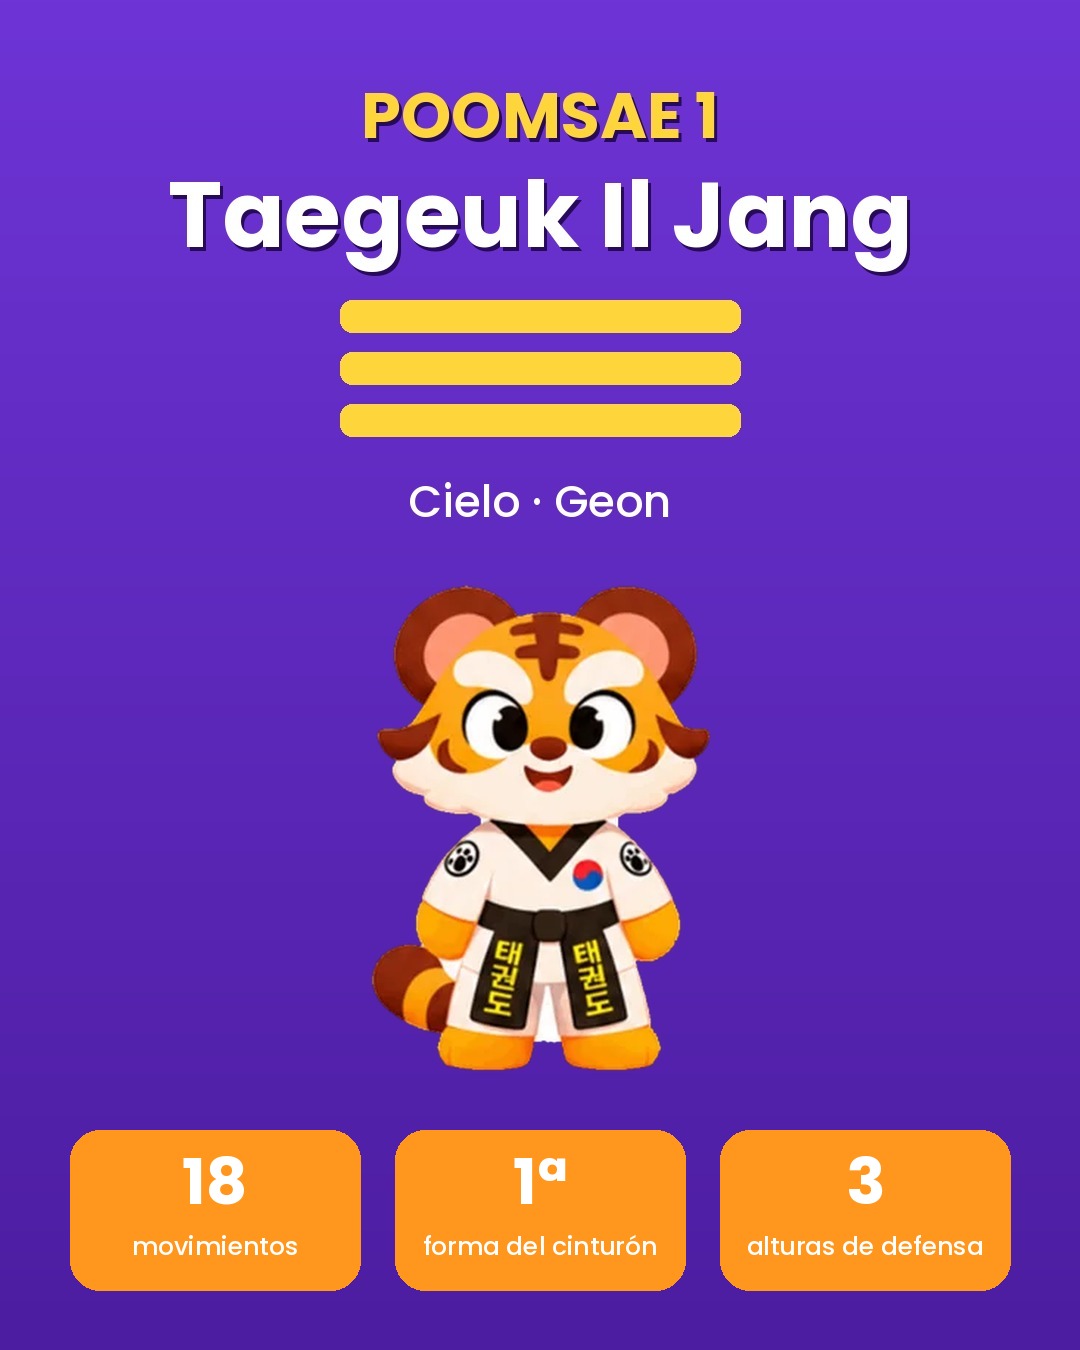 POOMSAE 1
Taegeuk Il Jang
Cielo · Geon
태권도
태권도
18
movimientos
1ª
forma del cinturón
3
alturas de defensa